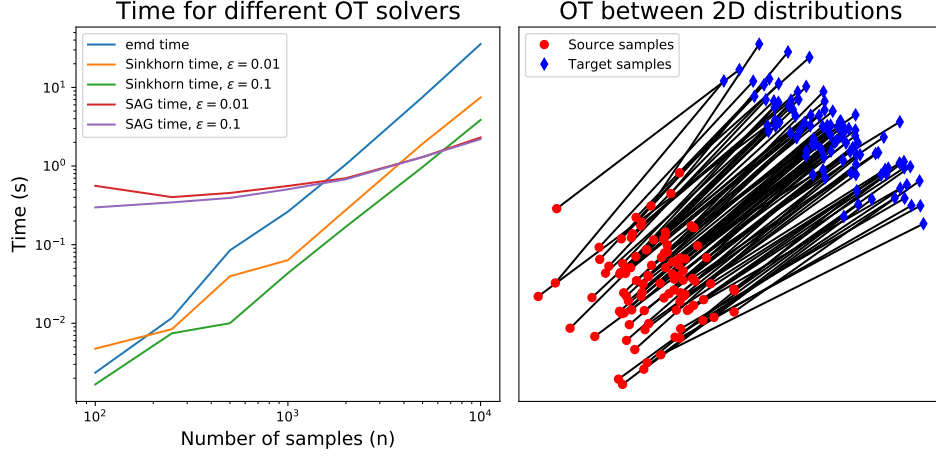 Time for different OT solvers
emd time
Sinkhorn time, ε = 0.01
Sinkhorn time, ε = 0.1
SAG time, ε = 0.01
SAG time, ε = 0.1
10¹
10⁰
10⁻¹
10⁻²
Time (s)
10²
10³
10⁴
Number of samples (n)
OT between 2D distributions
Source samples
Target samples